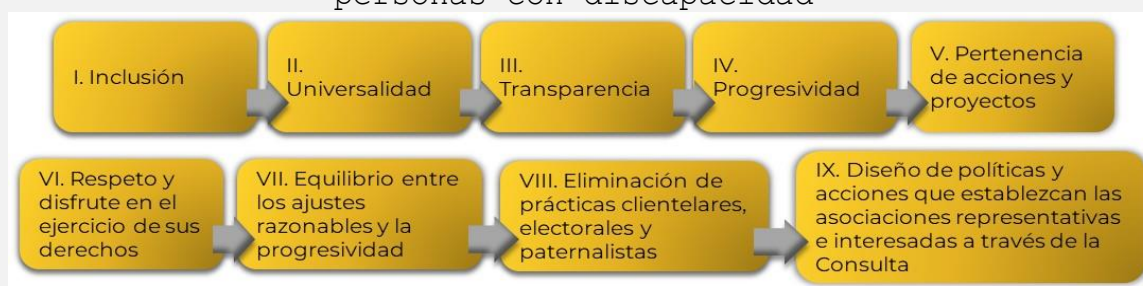 personas con discapacidad
I. Inclusión
II.
Universalidad
III.
Transparencia
IV.
Progresividad
V. Pertenencia
de acciones y
proyectos
VI. Respeto y
disfrute en el
ejercicio de sus
derechos
VII. Equilibrio entre
los ajustes
razonables y la
progresividad
VIII. Eliminación de
prácticas clientelares,
electorales y
paternalistas
IX. Diseño de políticas y
acciones que establezcan las
asociaciones representativas
e interesadas a través de la
Consulta